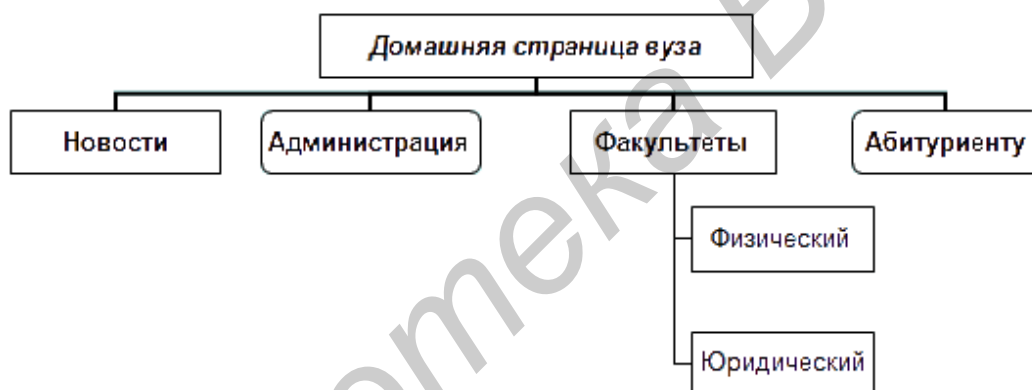 Домашняя страница вуза
Новости
Администрация
Факультеты
Абитуриенту
Физический
Юридический